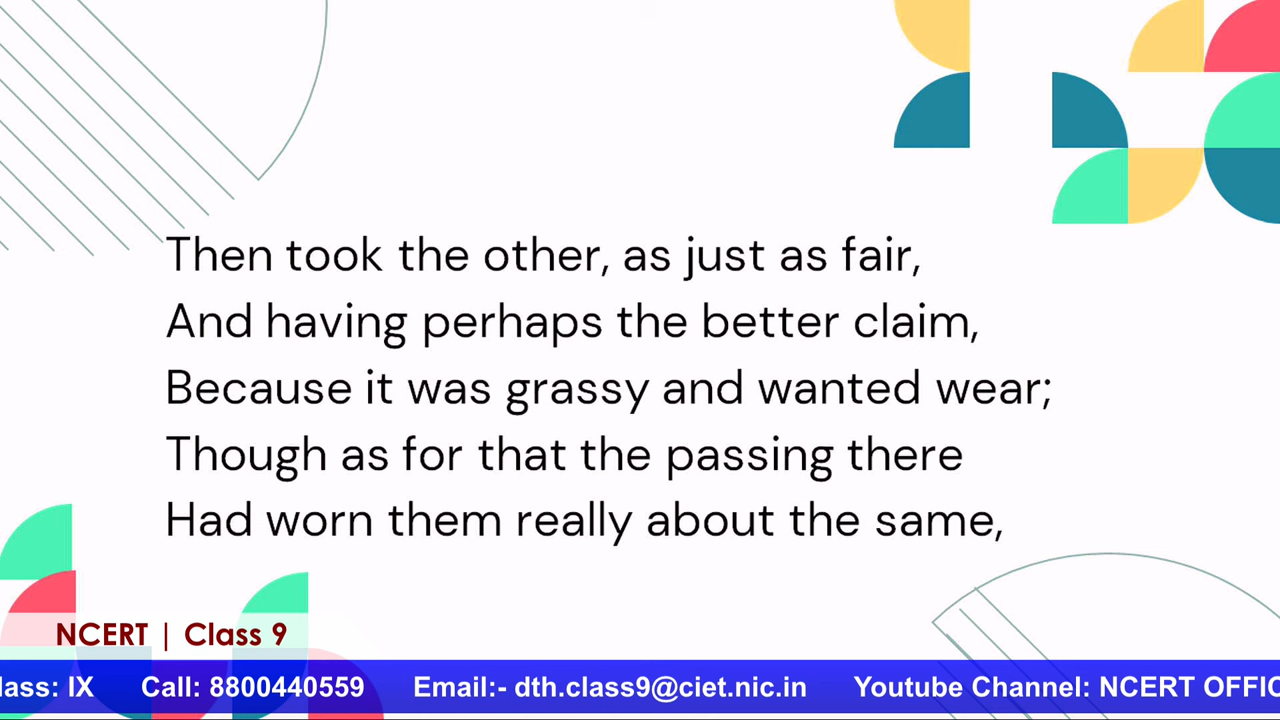 Then took the other, as just as fair,
And having perhaps the better claim,
Because it was grassy and wanted wear;
Though as for that the passing there
Had worn them really about the same,
NCERT | Class 9
lass: IX Call: 8800440559 Email:- dth.class9@ciet.nic.in Youtube Channel: NCERT OFFIC